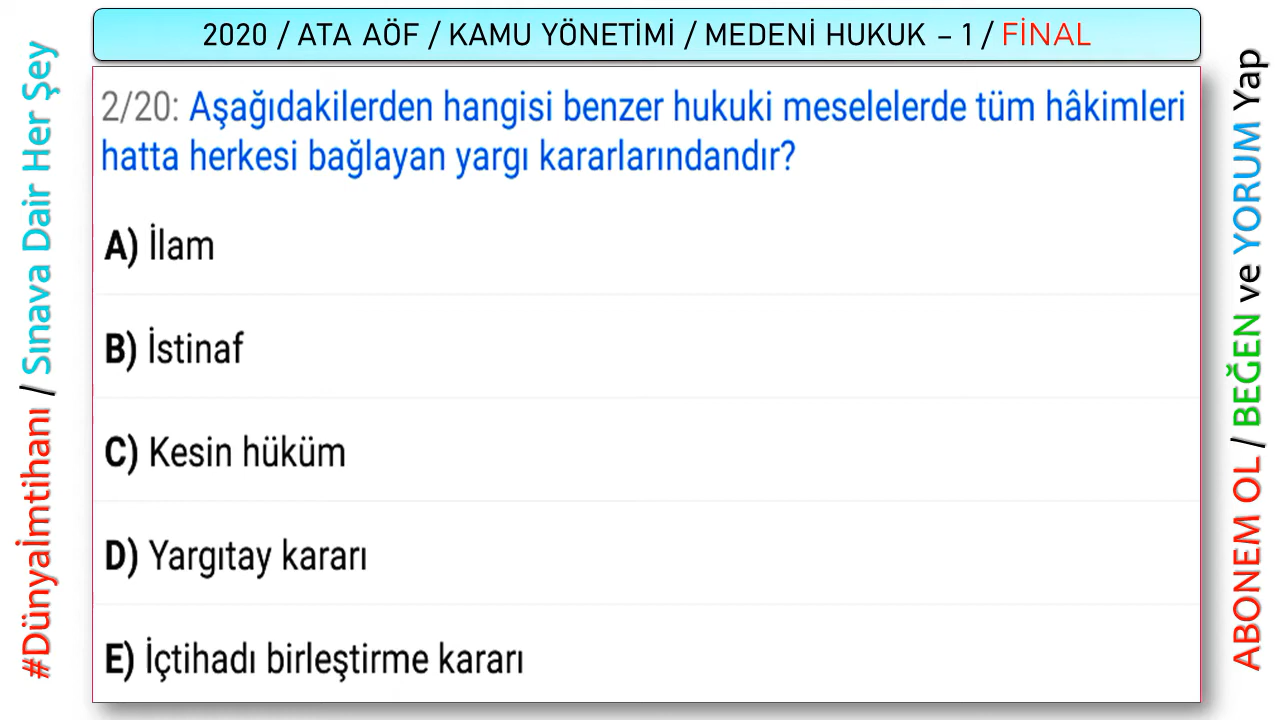 2020 / ATA AÖF / KAMU YÖNETİMİ / MEDENİ HUKUK – 1 / FİNAL
#Dünyaİmtihanı / Sınava Dair Her Şey
2/20: Aşağıdakilerden hangisi benzer hukuki meselelerde tüm hâkimleri
hatta herkesi bağlayan yargı kararlarındandır?
A) İlam
B) İstinaf
C) Kesin hüküm
D) Yargıtay kararı
E) İçtihadı birleştirme kararı
ABONEM OL / BEĞEN ve YORUM Yap